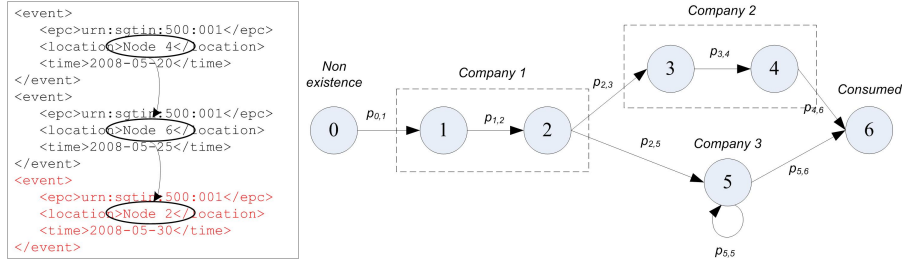 <event>
<epc>urn:sgtin:500:001</epc>
<location>Node 4</location>
<time>2008-05-20</time>
</event>
<event>
<epc>urn:sgtin:500:001</epc>
<location>Node 6</location>
<time>2008-05-25</time>
</event>
<event>
<epc>urn:sgtin:500:001</epc>
<location>Node 2</location>
<time>2008-05-30</time>
</event>
Non
existence
Company 1
Company 2
Company 3
Consumed
0
p0,1
1
p1,2
2
p2,3
3
p3,4
4
p4,6
p2,5
5
p5,6
p5,5
6